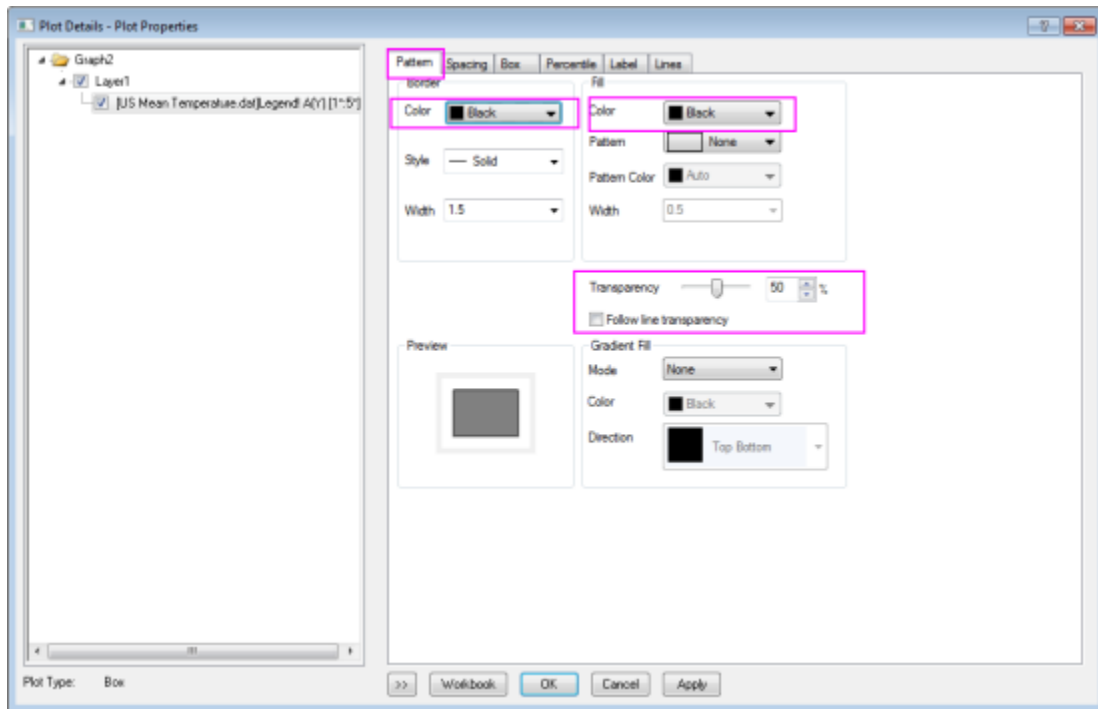 Plot Details - Plot Properties
Graph2
Layer1
[US Mean Temperature.dat]Legend! A(Y) [1*:5*]
Pattern Spacing Box Percentile Label Lines
Border
Color Black
Style Solid
Width 1.5
Fill
Color Black
Pattern None
Pattern Color Auto
Width 0.5
Transparency 50 %
Follow line transparency
Preview
Gradient Fill
Mode None
Color Black
Direction Top Bottom
Plot Type: Box
>> Workbook OK Cancel Apply